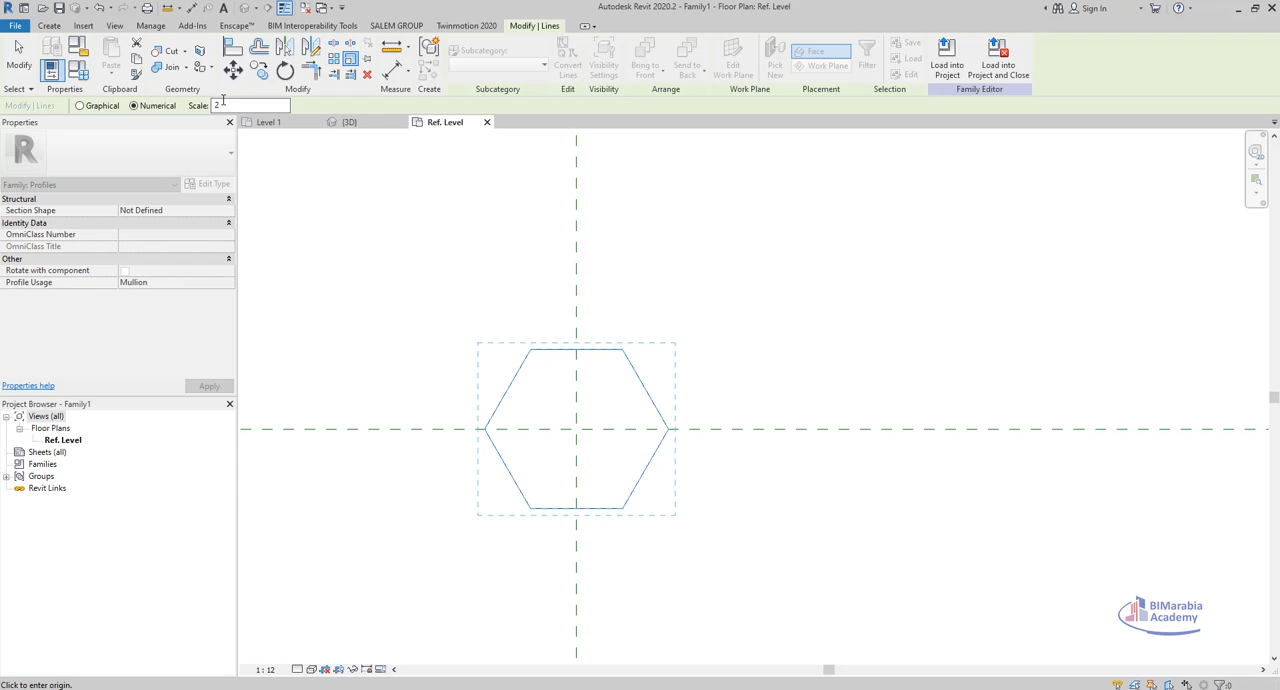 Autodesk Revit 2020.2 - Family1 - Floor Plan: Ref. Level
Sign In
File Create Insert View Manage Add-Ins Enscape™ BIM Interoperability Tools SALEM GROUP Twinmotion 2020 Modify | Lines
Modify
Paste
Cut
Join
Subcategory:
Convert Lines
Visibility Settings
Bring to Front
Send to Back
Edit Work Plane
Pick New
Face
Work Plane
Filter
Save
Load
Edit
Load into Project
Load into Project and Close
Select Properties Clipboard Geometry Modify Measure Create Subcategory Edit Visibility Arrange Work Plane Placement Selection Family Editor
Modify | Lines Graphical Numerical Scale: 2
Properties
Level 1 {3D} Ref. Level
R
Family: Profiles Edit Type
Structural
Section Shape Not Defined
Identity Data
OmniClass Number
OmniClass Title
Other
Rotate with component
Profile Usage Mullion
Properties help Apply
Project Browser - Family1
Views (all)
Floor Plans
Ref. Level
Sheets (all)
Families
Groups
Revit Links
BIMarabia
Academy
1 : 12
Click to enter origin.
:0